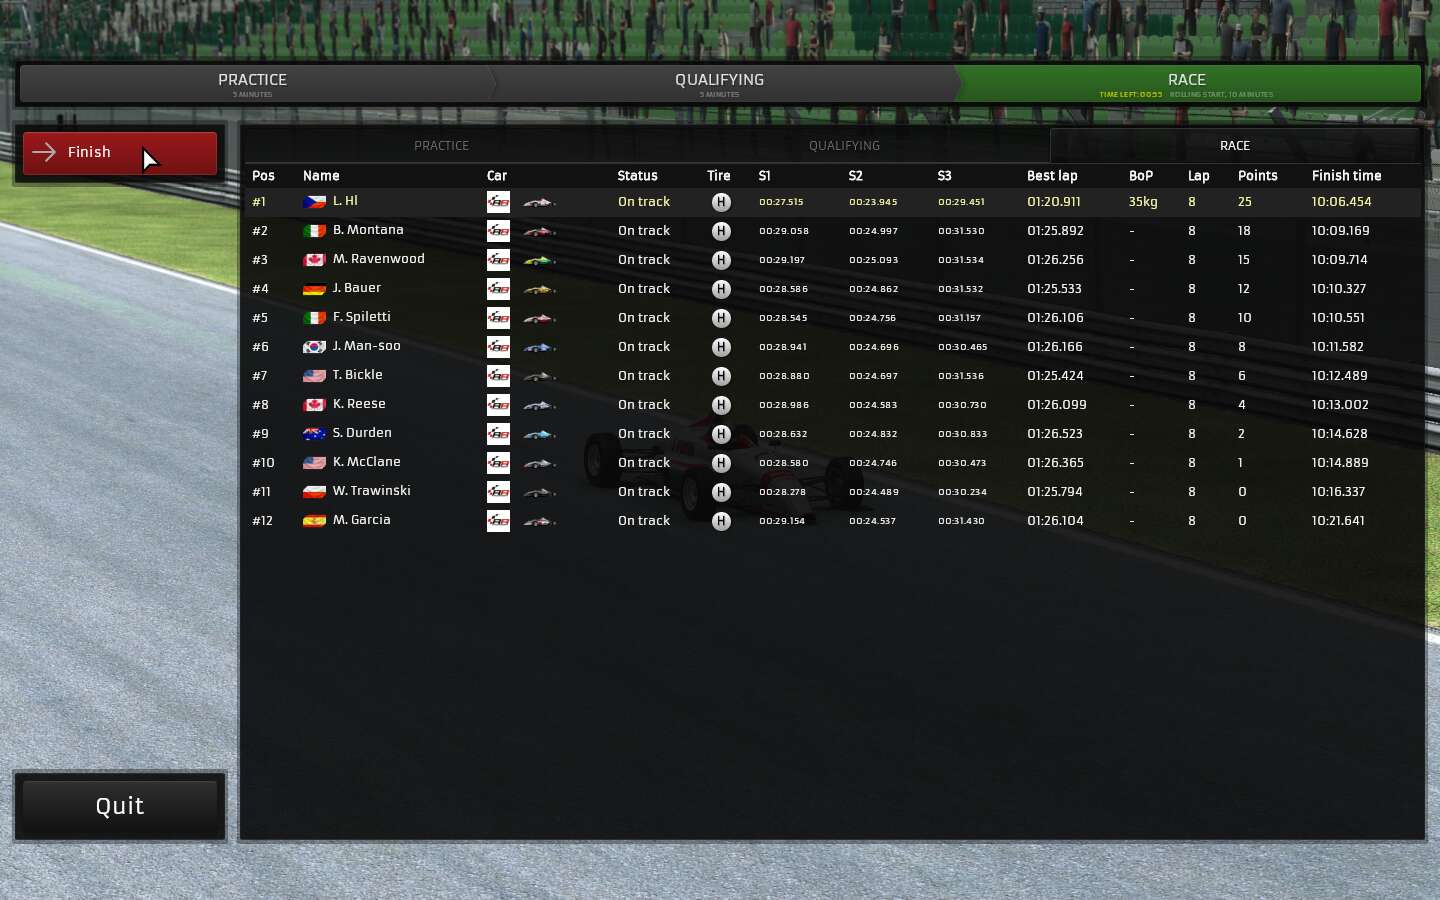 PRACTICE QUALIFYING RACE
5 MINUTES 5 MINUTES TIME LEFT: 00:55 ROLLING START, 10 MINUTES
Finish
PRACTICE QUALIFYING RACE
Pos Name Car Status Tire S1 S2 S3 Best lap BoP Lap Points Finish time
#1 L. Hl On track H 00:27.515 00:23.945 00:29.451 01:20.911 35kg 8 25 10:06.454
#2 B. Montana On track H 00:29.058 00:24.997 00:31.530 01:25.892 - 8 18 10:09.169
#3 M. Ravenwood On track H 00:29.197 00:25.093 00:31.534 01:26.256 - 8 15 10:09.714
#4 J. Bauer On track H 00:28.586 00:24.862 00:31.532 01:25.533 - 8 12 10:10.327
#5 F. Spiletti On track H 00:28.545 00:24.756 00:31.157 01:26.106 - 8 10 10:10.551
#6 J. Man-soo On track H 00:28.941 00:24.696 00:30.465 01:26.166 - 8 8 10:11.582
#7 T. Bickle On track H 00:28.880 00:24.697 00:31.536 01:25.424 - 8 6 10:12.489
#8 K. Reese On track H 00:28.986 00:24.583 00:30.730 01:26.099 - 8 4 10:13.002
#9 S. Durden On track H 00:28.632 00:24.832 00:30.833 01:26.523 - 8 2 10:14.628
#10 K. McClane On track H 00:28.580 00:24.746 00:30.473 01:26.365 - 8 1 10:14.889
#11 W. Trawinski On track H 00:28.278 00:24.489 00:30.234 01:25.794 - 8 0 10:16.337
#12 M. Garcia On track H 00:29.154 00:24.537 00:31.430 01:26.104 - 8 0 10:21.641
Quit